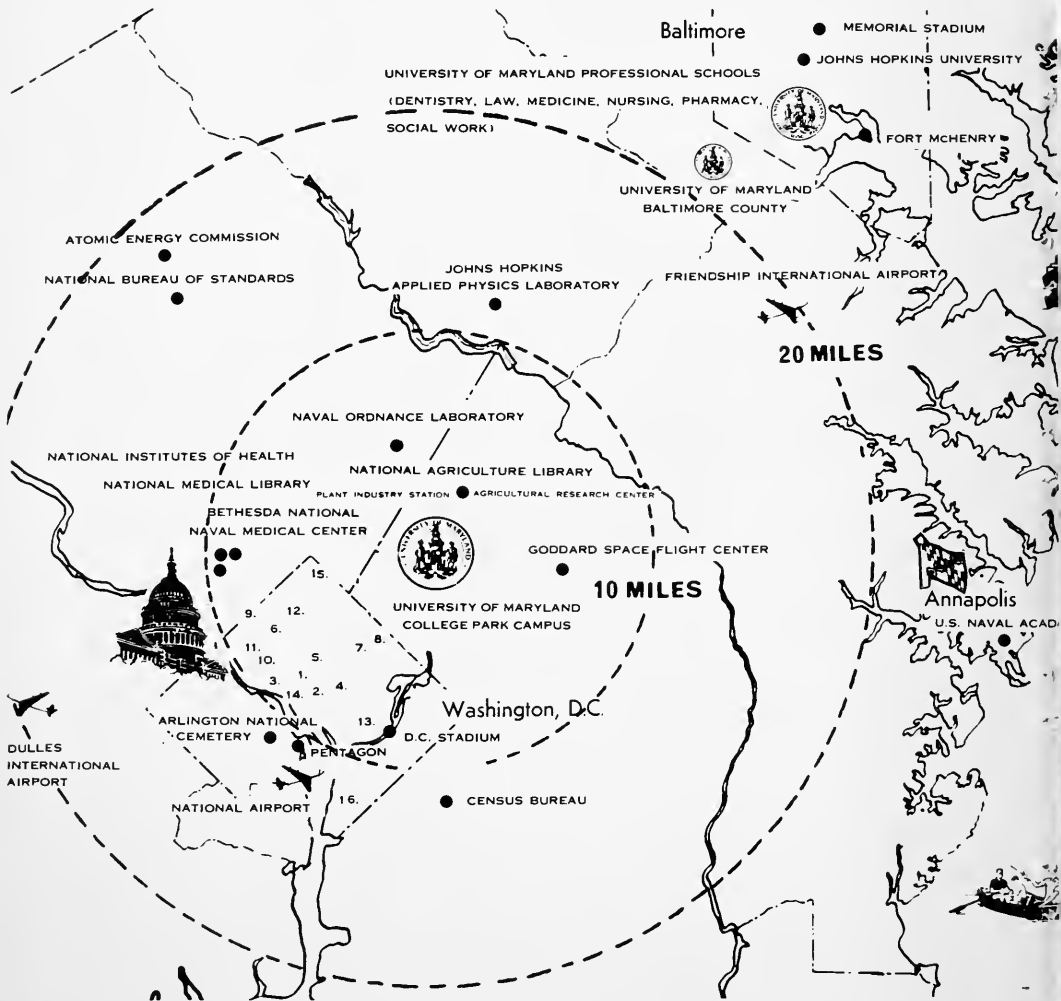 Baltimore
MEMORIAL STADIUM
JOHNS HOPKINS UNIVERSITY
UNIVERSITY OF MARYLAND PROFESSIONAL SCHOOLS
(DENTISTRY, LAW, MEDICINE, NURSING, PHARMACY,
SOCIAL WORK)
FORT MCHENRY
UNIVERSITY OF MARYLAND
BALTIMORE COUNTY
ATOMIC ENERGY COMMISSION
NATIONAL BUREAU OF STANDARDS
JOHNS HOPKINS
APPLIED PHYSICS LABORATORY
FRIENDSHIP INTERNATIONAL AIRPORT
20 MILES
NAVAL ORDNANCE LABORATORY
NATIONAL INSTITUTES OF HEALTH
NATIONAL AGRICULTURE LIBRARY
NATIONAL MEDICAL LIBRARY
PLANT INDUSTRY STATION
AGRICULTURAL RESEARCH CENTER
BETHESDA NATIONAL
NAVAL MEDICAL CENTER
UNIVERSITY OF MARYLAND
GODDARD SPACE FLIGHT CENTER
10 MILES
UNIVERSITY OF MARYLAND
COLLEGE PARK CAMPUS
Annapolis
U.S. NAVAL ACAD
15.
9.
12.
6.
8.
7.
11.
10.
5.
3.
1.
14.
2.
4.
13.
Washington, D.C.
ARLINGTON NATIONAL
CEMETERY
D.C. STADIUM
PENTAGON
DULLES
INTERNATIONAL
AIRPORT
NATIONAL AIRPORT
16.
CENSUS BUREAU